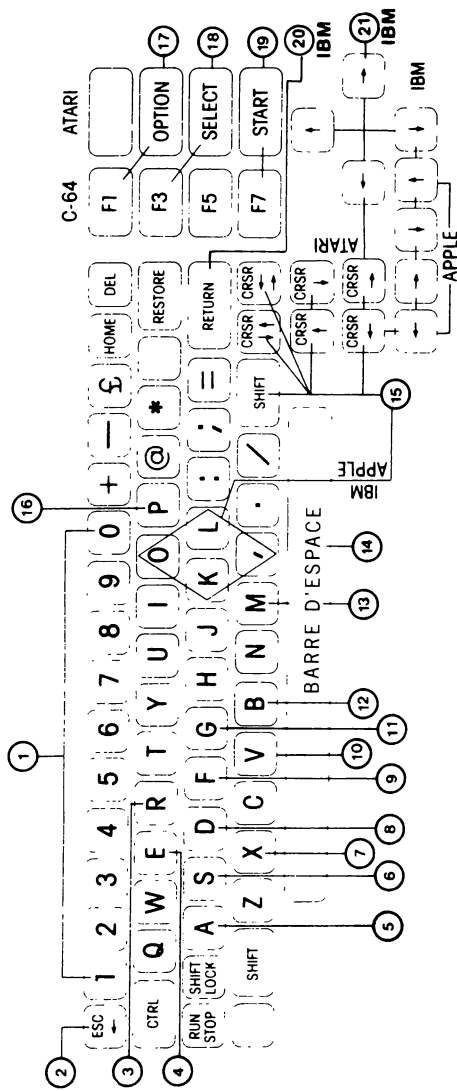 1
2 ESC ← 1 2 3 4 5 6 7 8 9 0 + — £ HOME DEL
C-64 ATARI
3 CTRL Q W E R T Y U I O P @ * RESTORE
F1 OPTION 17
4 RUN STOP SHIFT LOCK A S D F G H J K L : ; = RETURN
F3 SELECT 18
16
SHIFT Z X C V B N M , . / SHIFT CRSR CRSR
F5
F7 START 19
BARRE D'ESPACE
IBM
APPLE
CRSR CRSR
ATARI
CRSR CRSR
20 IBM
21 IBM
IBM
APPLE
5 6 7 8 9 10 11 12 13 14 15